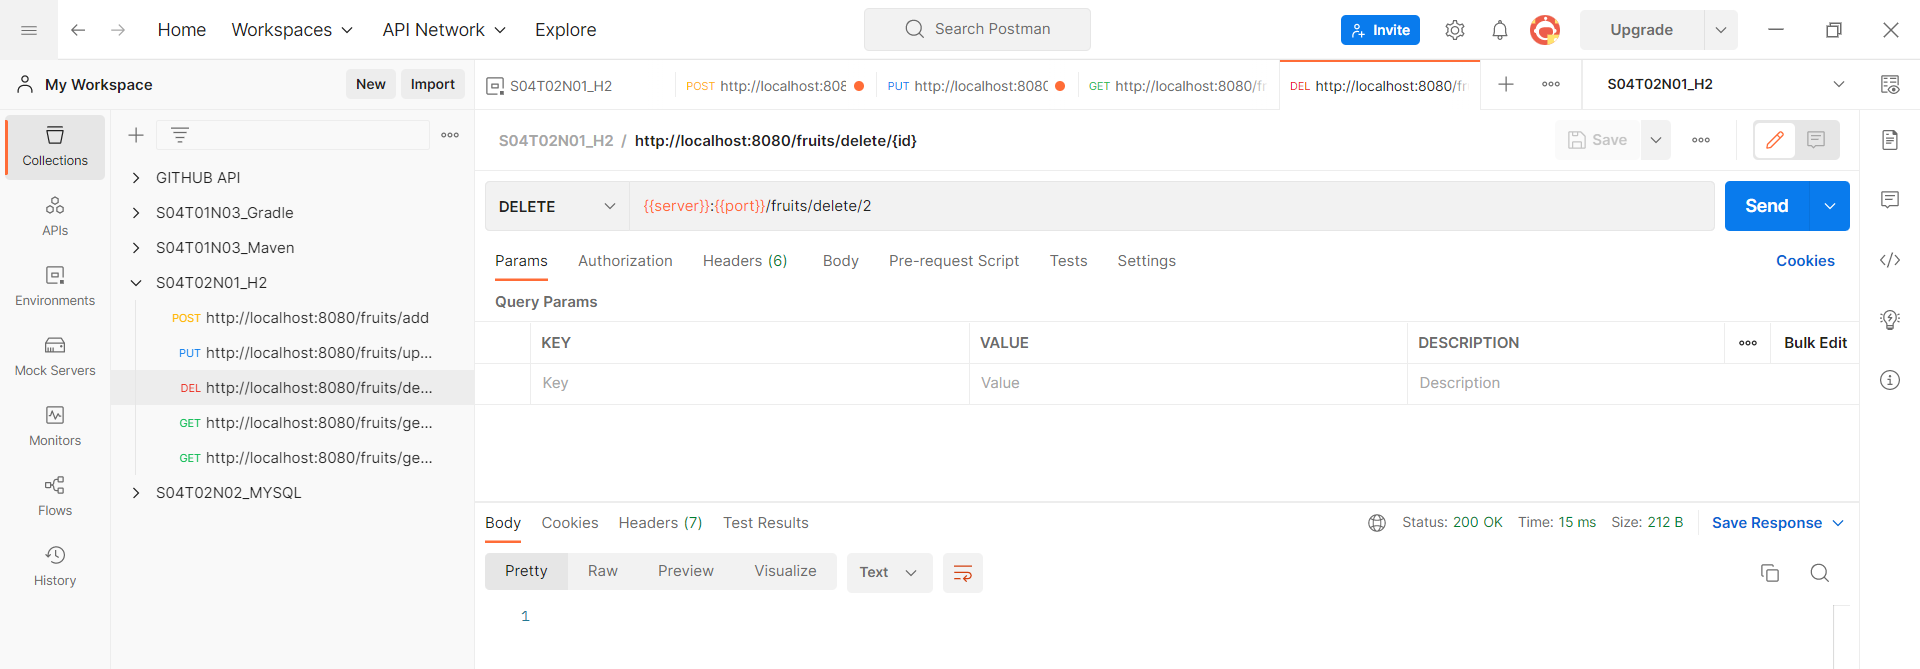 Home Workspaces API Network Explore Search Postman Invite Upgrade
My Workspace New Import S04T02N01_H2 POST http://localhost:808 PUT http://localhost:8080 GET http://localhost:8080/fr DEL http://localhost:8080/fr S04T02N01_H2
S04T02N01_H2 / http://localhost:8080/fruits/delete/{id} Save
Collections
APIs
Environments
Mock Servers
Monitors
Flows
History
GITHUB API
S04T01N03_Gradle
S04T01N03_Maven
S04T02N01_H2
POST http://localhost:8080/fruits/add
PUT http://localhost:8080/fruits/up...
DEL http://localhost:8080/fruits/de...
GET http://localhost:8080/fruits/ge...
GET http://localhost:8080/fruits/ge...
S04T02N02_MYSQL
DELETE {{server}}:{{port}}/fruits/delete/2 Send
Params Authorization Headers (6) Body Pre-request Script Tests Settings Cookies
Query Params
KEY VALUE DESCRIPTION Bulk Edit
Key Value Description
Body Cookies Headers (7) Test Results Status: 200 OK Time: 15 ms Size: 212 B Save Response
Pretty Raw Preview Visualize Text
1